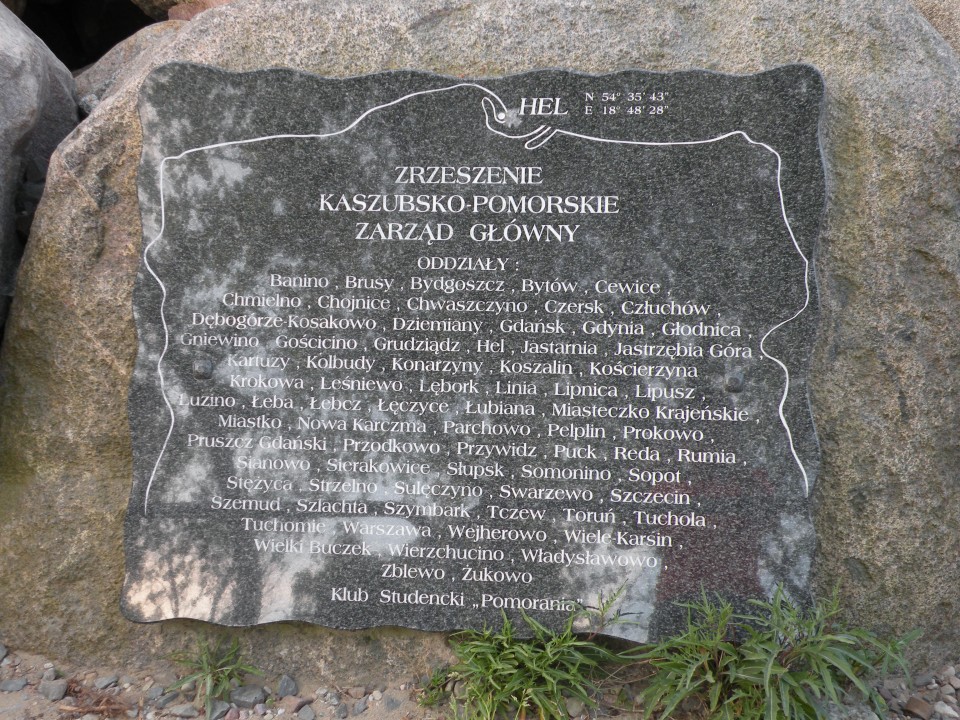 HEL N 54° 35' 43"
E 18° 48' 28"
ZRZESZENIE
KASZUBSKO-POMORSKIE
ZARZĄD GŁÓWNY
ODDZIAŁY :
Banino , Brusy , Bydgoszcz , Bytów , Cewice ,
Chmielno , Chojnice , Chwaszczyno , Czersk , Człuchów ,
Dębogórze-Kosakowo , Dziemiany , Gdańsk , Gdynia , Głodnica ,
Gniewino , Gościcino , Grudziądz , Hel , Jastarnia , Jastrzębia Góra ,
Kartuzy , Kolbudy , Konarzyny , Koszalin , Kościerzyna
Krokowa , Leśniewo , Lębork , Linia , Lipnica , Lipusz ,
Luzino , Łeba , Łebcz , Łęczyce , Łubiana , Miasteczko Krajeńskie ,
Miastko , Nowa Karczma , Parchowo , Pelplin , Prokowo ,
Pruszcz Gdański , Przodkowo , Przywidz , Puck , Reda , Rumia ,
Sianowo , Sierakowice , Słupsk , Somonino , Sopot ,
Stężyca , Strzelno , Sulęczyno , Swarzewo , Szczecin ,
Szemud , Szlachta , Szymbark , Tczew , Toruń , Tuchola ,
Tuchomie , Warszawa , Wejherowo , Wiele-Karsin ,
Wielki Buczek , Wierzchucino , Władysławowo ,
Zblewo , Żukowo
Klub Studencki „Pomorania"